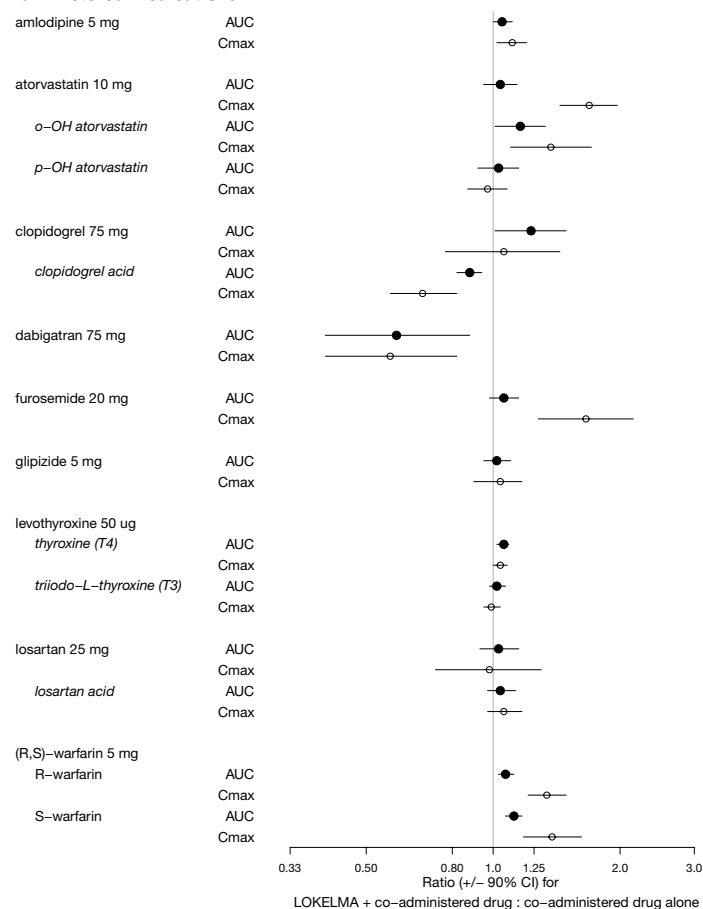 amlodipine 5 mg AUC
Cmax
atorvastatin 10 mg AUC
Cmax
o−OH atorvastatin AUC
Cmax
p−OH atorvastatin AUC
Cmax
clopidogrel 75 mg AUC
Cmax
clopidogrel acid AUC
Cmax
dabigatran 75 mg AUC
Cmax
furosemide 20 mg AUC
Cmax
glipizide 5 mg AUC
Cmax
levothyroxine 50 ug
thyroxine (T4) AUC
Cmax
triiodo−L−thyroxine (T3) AUC
Cmax
losartan 25 mg AUC
Cmax
losartan acid AUC
Cmax
(R,S)−warfarin 5 mg
R−warfarin AUC
Cmax
S−warfarin AUC
Cmax
0.33 0.50 0.80 1.0 1.25 2.0 3.0
Ratio (+/− 90% CI) for
LOKELMA + co−administered drug : co−administered drug alone